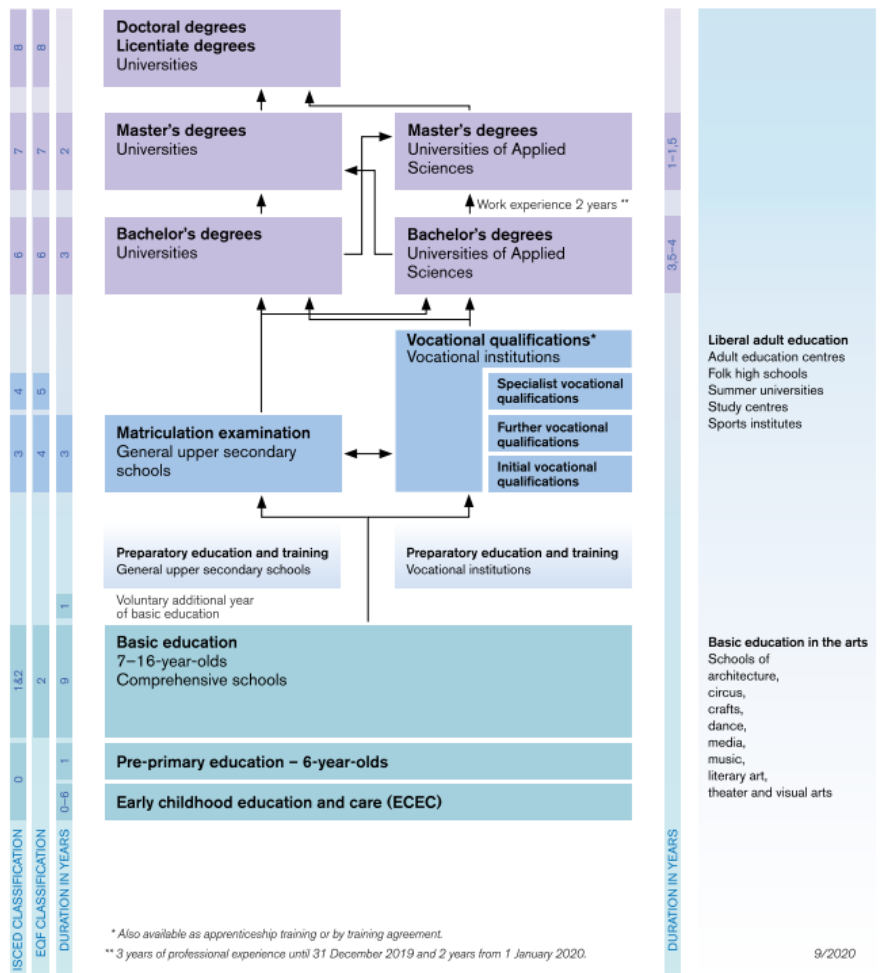 Doctoral degrees
Licentiate degrees
Universities
8
8
Master's degrees
Universities
Master's degrees
Universities of Applied
Sciences
7
7
2
1–1,5
Work experience 2 years **
Bachelor's degrees
Universities
Bachelor's degrees
Universities of Applied
Sciences
6
6
3
3,5–4
Vocational qualifications*
Vocational institutions
Specialist vocational
qualifications
Further vocational
qualifications
Initial vocational
qualifications
4
5
Matriculation examination
General upper secondary
schools
3
4
3
Preparatory education and training
General upper secondary schools
Preparatory education and training
Vocational institutions
Voluntary additional year
of basic education
1
Basic education
7–16-year-olds
Comprehensive schools
1&2
2
9
Pre-primary education – 6-year-olds
0
1
Early childhood education and care (ECEC)
0–6
ISCED CLASSIFICATION
EQF CLASSIFICATION
DURATION IN YEARS
DURATION IN YEARS
Liberal adult education
Adult education centres
Folk high schools
Summer universities
Study centres
Sports institutes
Basic education in the arts
Schools of
architecture,
circus,
crafts,
dance,
media,
music,
literary art,
theater and visual arts
* Also available as apprenticeship training or by training agreement.
** 3 years of professional experience until 31 December 2019 and 2 years from 1 January 2020.
9/2020